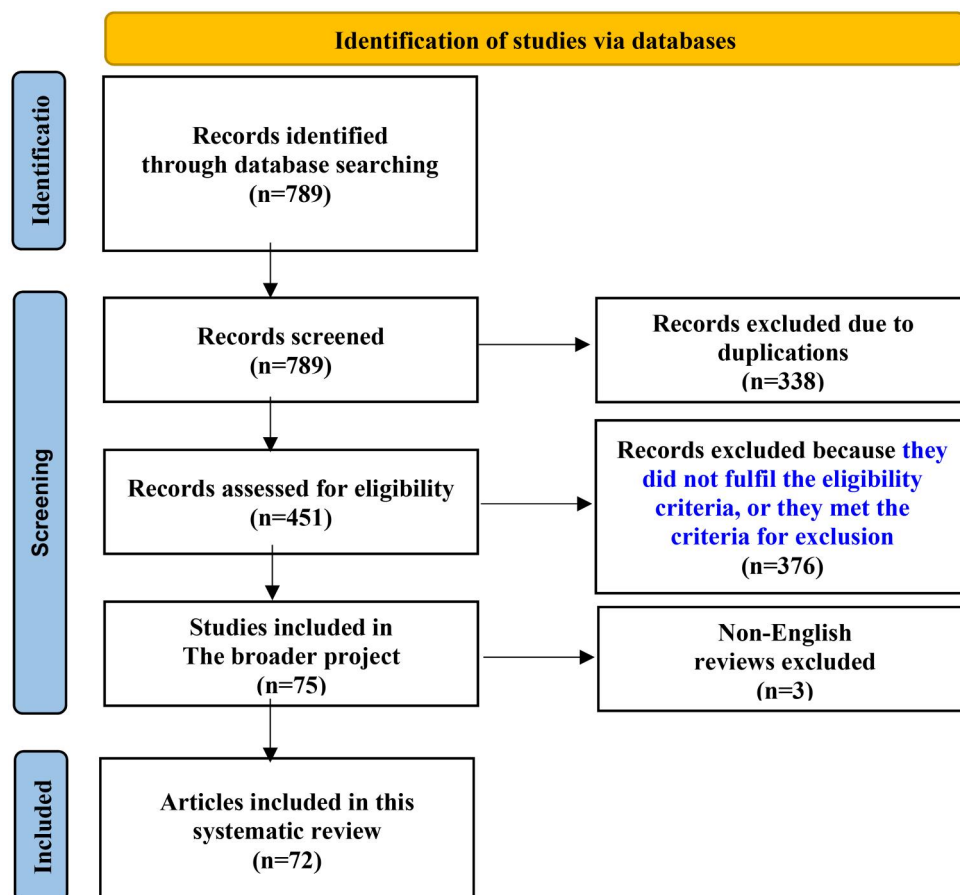 Identification of studies via databases
Identificatio
Records identified
through database searching
(n=789)
Screening
Records screened
(n=789)
Records excluded due to
duplications
(n=338)
Records assessed for eligibility
(n=451)
Records excluded because they
did not fulfil the eligibility
criteria, or they met the
criteria for exclusion
(n=376)
Studies included in
The broader project
(n=75)
Non-English
reviews excluded
(n=3)
Included
Articles included in this
systematic review
(n=72)